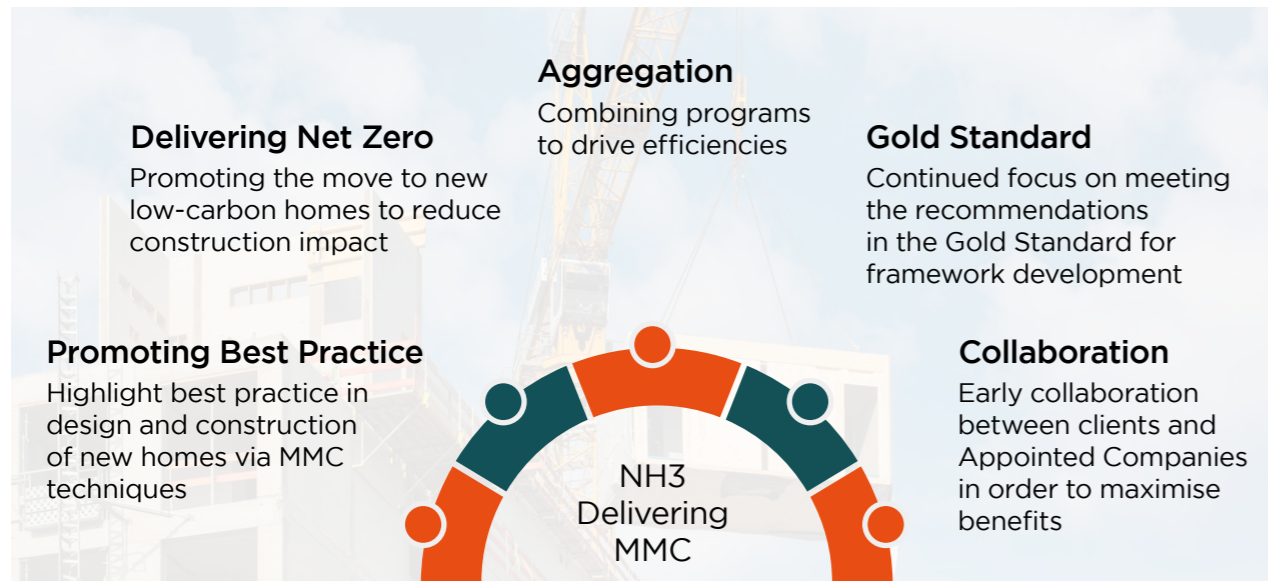 Aggregation
Combining programs
to drive efficiencies
Delivering Net Zero
Promoting the move to new
low-carbon homes to reduce
construction impact
Gold Standard
Continued focus on meeting
the recommendations
in the Gold Standard for
framework development
Promoting Best Practice
Highlight best practice in
design and construction
of new homes via MMC
techniques
Collaboration
Early collaboration
between clients and
Appointed Companies
in order to maximise
benefits
NH3
Delivering
MMC